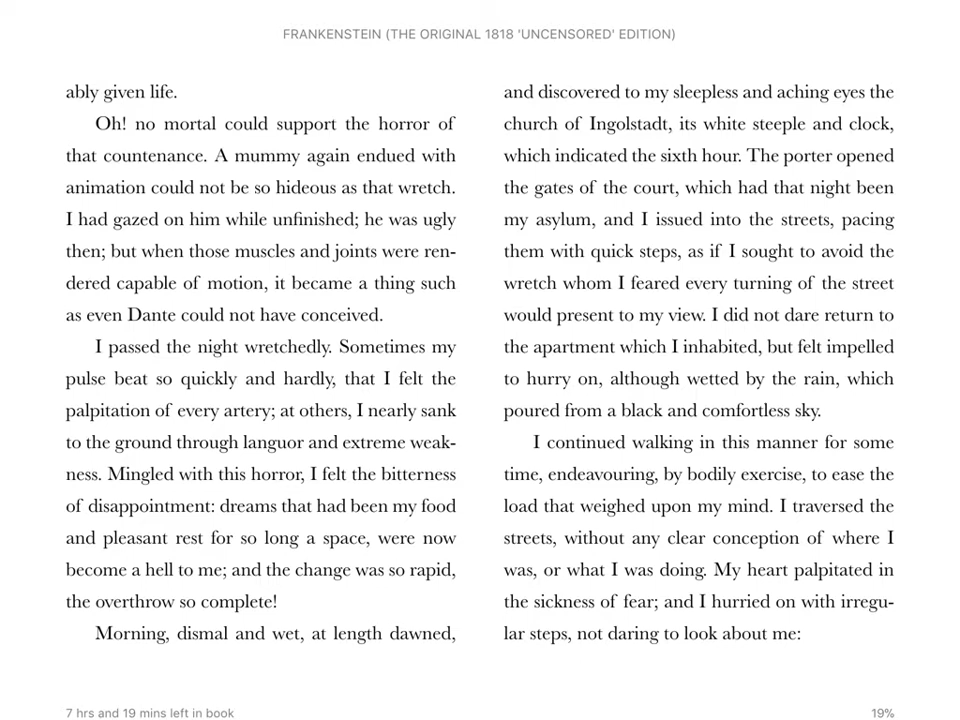 FRANKENSTEIN (THE ORIGINAL 1818 'UNCENSORED' EDITION)
ably given life.
Oh! no mortal could support the horror of
that countenance. A mummy again endued with
animation could not be so hideous as that wretch.
I had gazed on him while unfinished; he was ugly
then; but when those muscles and joints were ren-
dered capable of motion, it became a thing such
as even Dante could not have conceived.
I passed the night wretchedly. Sometimes my
pulse beat so quickly and hardly, that I felt the
palpitation of every artery; at others, I nearly sank
to the ground through languor and extreme weak-
ness. Mingled with this horror, I felt the bitterness
of disappointment: dreams that had been my food
and pleasant rest for so long a space, were now
become a hell to me; and the change was so rapid,
the overthrow so complete!
Morning, dismal and wet, at length dawned,
and discovered to my sleepless and aching eyes the
church of Ingolstadt, its white steeple and clock,
which indicated the sixth hour. The porter opened
the gates of the court, which had that night been
my asylum, and I issued into the streets, pacing
them with quick steps, as if I sought to avoid the
wretch whom I feared every turning of the street
would present to my view. I did not dare return to
the apartment which I inhabited, but felt impelled
to hurry on, although wetted by the rain, which
poured from a black and comfortless sky.
I continued walking in this manner for some
time, endeavouring, by bodily exercise, to ease the
load that weighed upon my mind. I traversed the
streets, without any clear conception of where I
was, or what I was doing. My heart palpitated in
the sickness of fear; and I hurried on with irregu-
lar steps, not daring to look about me:
7 hrs and 19 mins left in book
19%